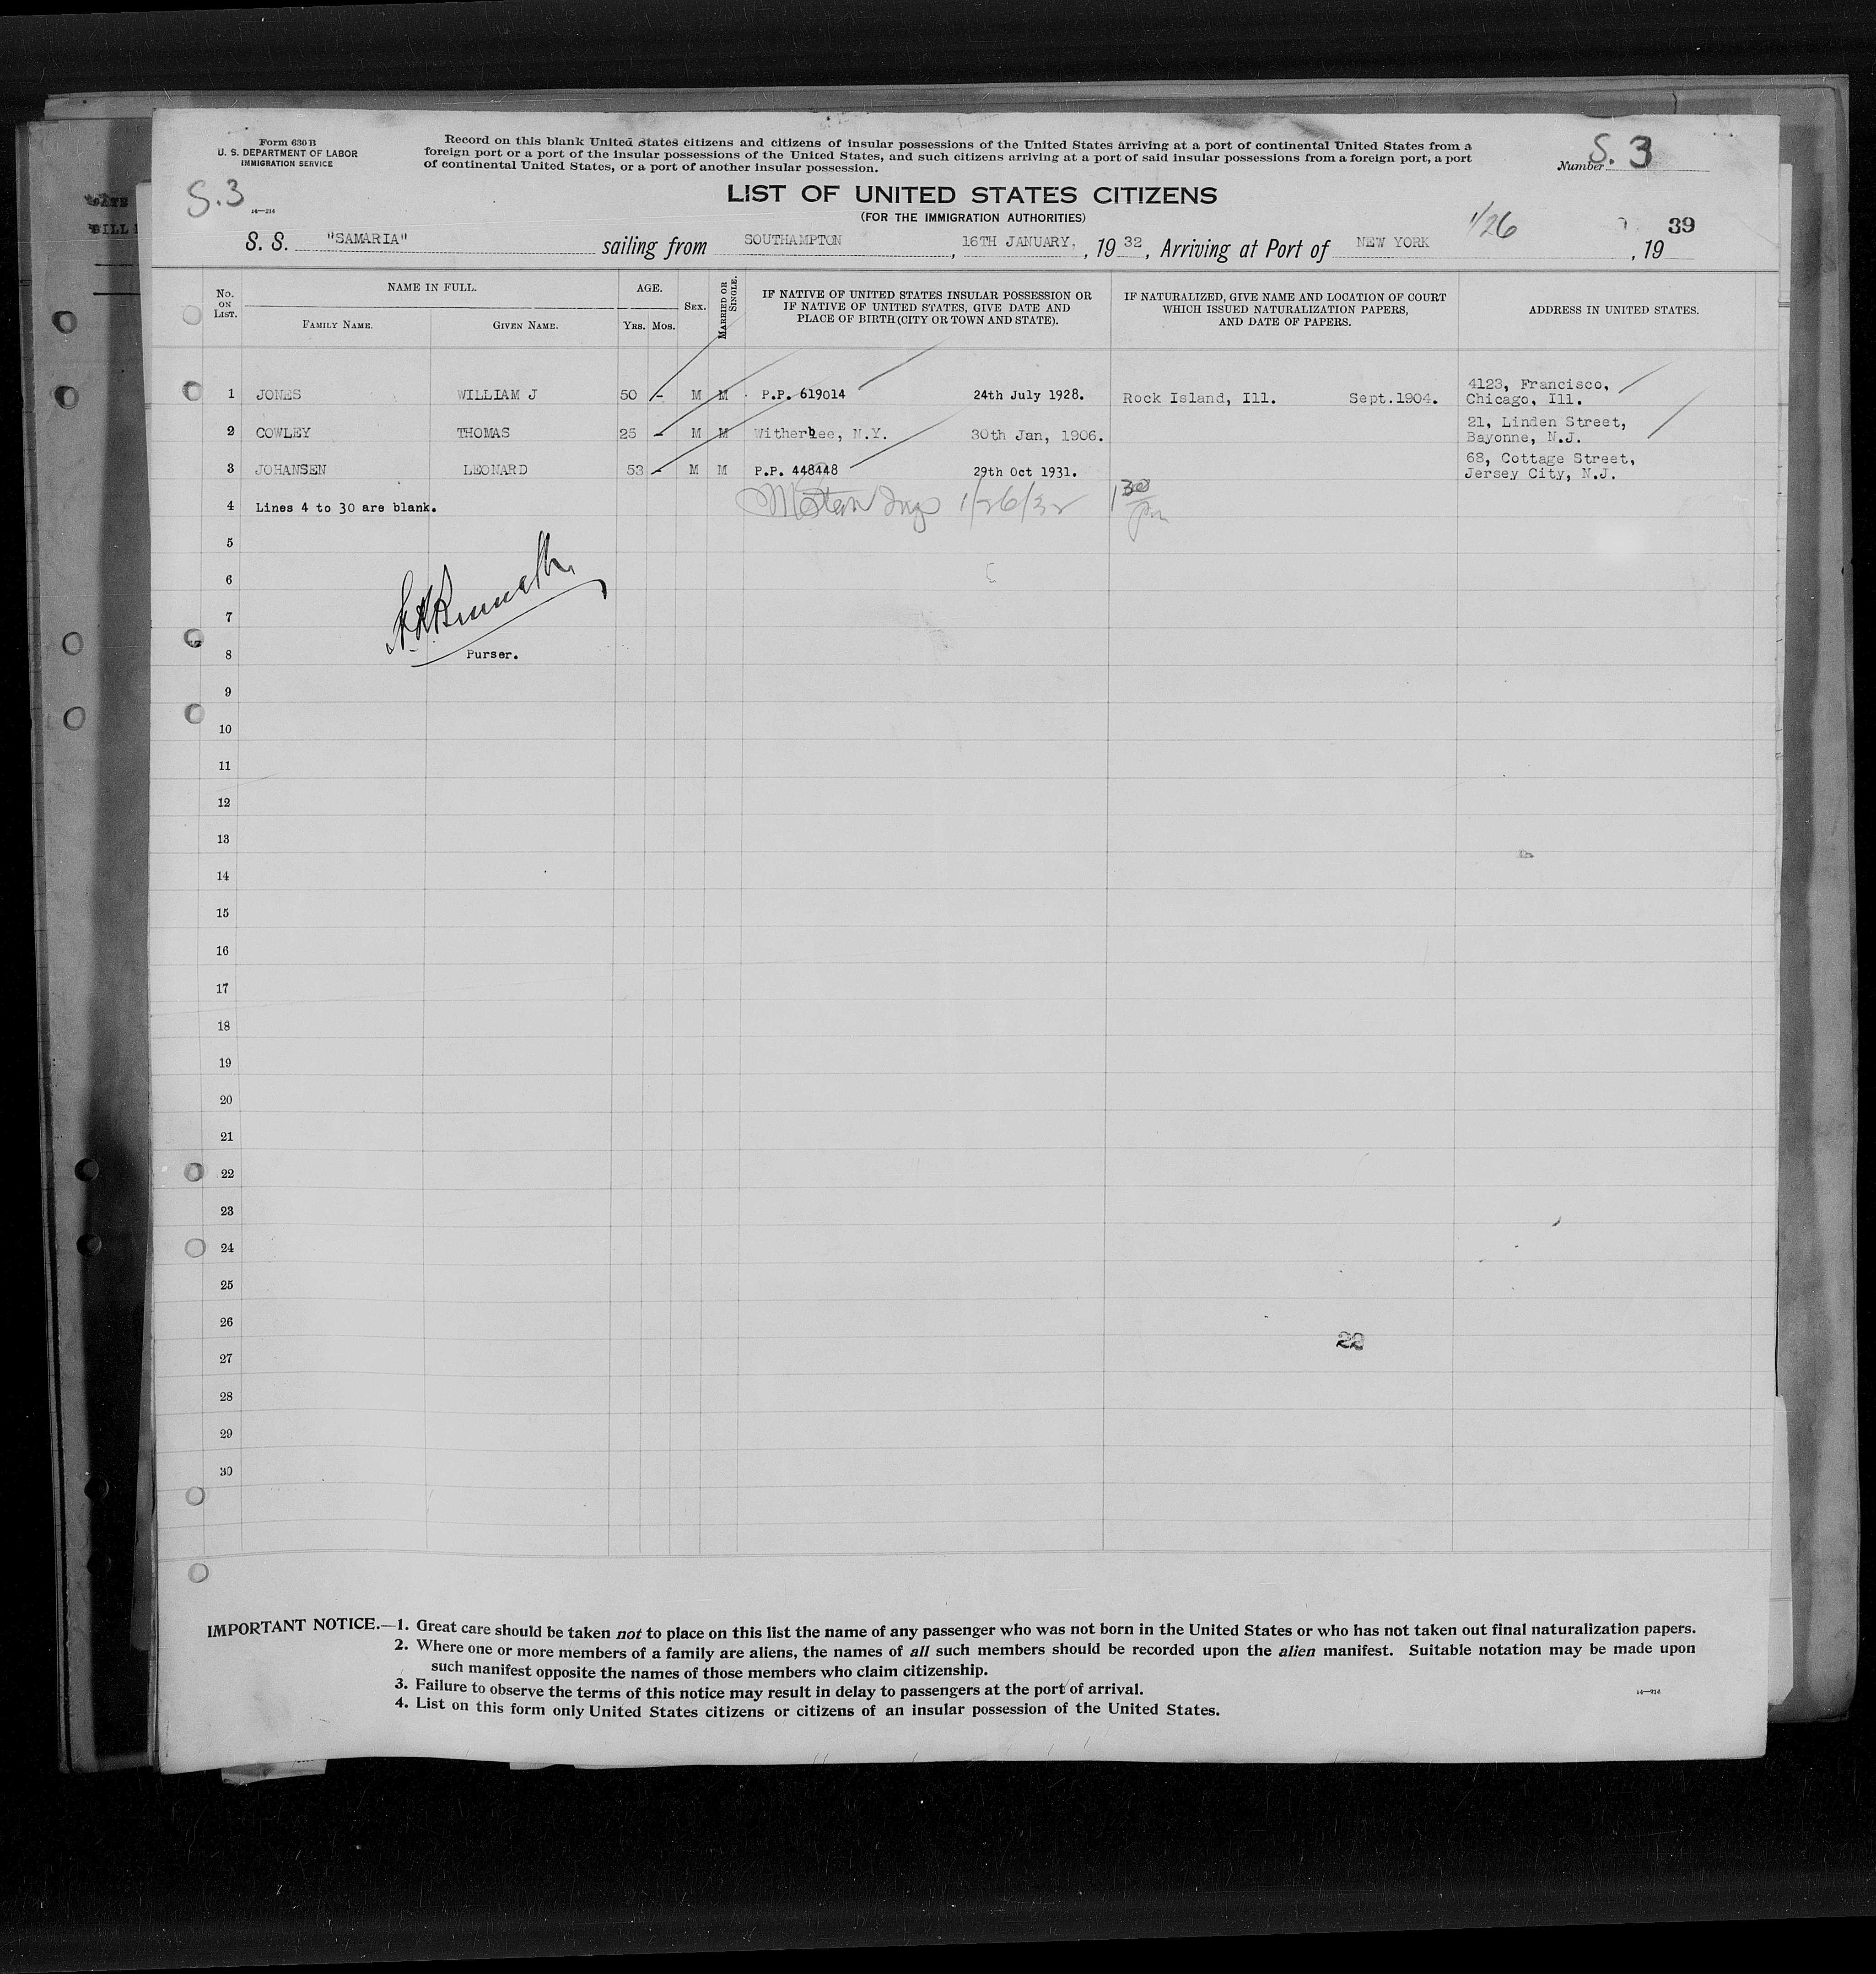 Form 630 B
U. S. DEPARTMENT OF LABOR
IMMIGRATION SERVICE
Record on this blank United States citizens and citizens of insular possessions of the United States arriving at a port of continental United States from a
foreign port or a port of the insular possessions of the United States, and such citizens arriving at a port of said insular possessions from a foreign port, a port
of continental United States, or a port of another insular possession.
Number S. 3
S.3
14—214
LIST OF UNITED STATES CITIZENS
(FOR THE IMMIGRATION AUTHORITIES)
S. S. "SAMARIA" sailing from SOUTHAMPTON, 16TH JANUARY, 1932, Arriving at Port of NEW YORK 1/26, 19 39
No. ON LIST. NAME IN FULL. AGE. SEX. MARRIED OR SINGLE. IF NATIVE OF UNITED STATES INSULAR POSSESSION OR IF NATIVE OF UNITED STATES, GIVE DATE AND PLACE OF BIRTH (CITY OR TOWN AND STATE). IF NATURALIZED, GIVE NAME AND LOCATION OF COURT WHICH ISSUED NATURALIZATION PAPERS, AND DATE OF PAPERS. ADDRESS IN UNITED STATES.
FAMILY NAME. GIVEN NAME. YRS. MOS.
1 JONES WILLIAM J 50 - M M P.P. 619014 24th July 1928. Rock Island, Ill. Sept.1904. 4123, Francisco, Chicago, Ill.
2 COWLEY THOMAS 25 - M M Witherbee, N.Y. 30th Jan, 1906. 21, Linden Street, Bayonne, N.J.
3 JOHANSEN LEONARD 53 - M M P.P. 448448 29th Oct 1931. 68, Cottage Street, Jersey City, N.J.
4 Lines 4 to 30 are blank. 1/26/32 1 30 pm
5
6
7
8 Purser.
9
10
11
12
13
14
15
16
17
18
19
20
21
22
23
24
25
26
22
27
28
29
30
IMPORTANT NOTICE.—1. Great care should be taken not to place on this list the name of any passenger who was not born in the United States or who has not taken out final naturalization papers.
2. Where one or more members of a family are aliens, the names of all such members should be recorded upon the alien manifest. Suitable notation may be made upon
such manifest opposite the names of those members who claim citizenship.
3. Failure to observe the terms of this notice may result in delay to passengers at the port of arrival.
4. List on this form only United States citizens or citizens of an insular possession of the United States.
14—214